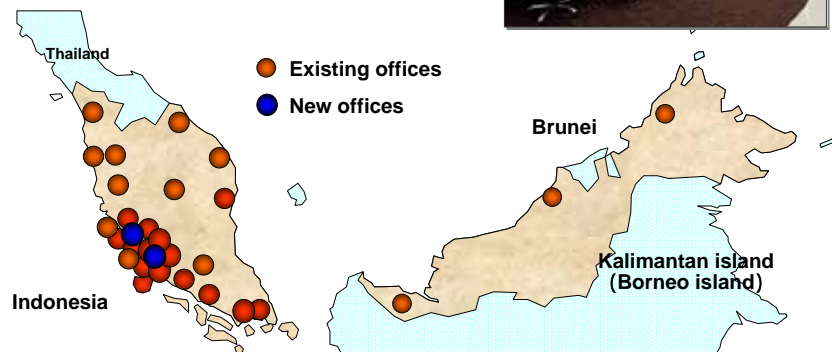 Thailand
Existing offices
New offices
Brunei
Kalimantan island
(Borneo island)
Indonesia